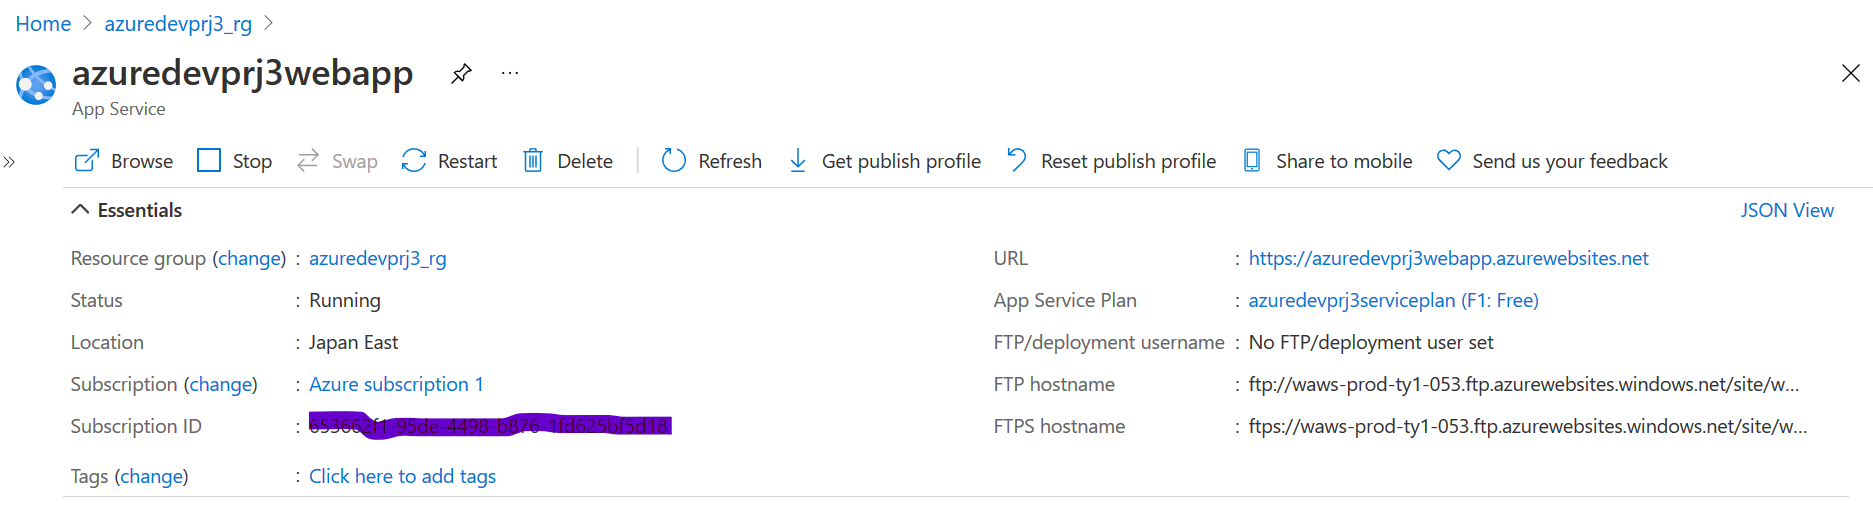 Home > azuredevprj3_rg >
azuredevprj3webapp ...
App Service
» Browse Stop Swap Restart Delete Refresh Get publish profile Reset publish profile Share to mobile Send us your feedback
Essentials JSON View
Resource group (change) : azuredevprj3_rg
Status : Running
Location : Japan East
Subscription (change) : Azure subscription 1
Subscription ID :
Tags (change) : Click here to add tags
URL : https://azuredevprj3webapp.azurewebsites.net
App Service Plan : azuredevprj3serviceplan (F1: Free)
FTP/deployment username : No FTP/deployment user set
FTP hostname : ftp://waws-prod-ty1-053.ftp.azurewebsites.windows.net/site/w...
FTPS hostname : ftps://waws-prod-ty1-053.ftp.azurewebsites.windows.net/site/w...